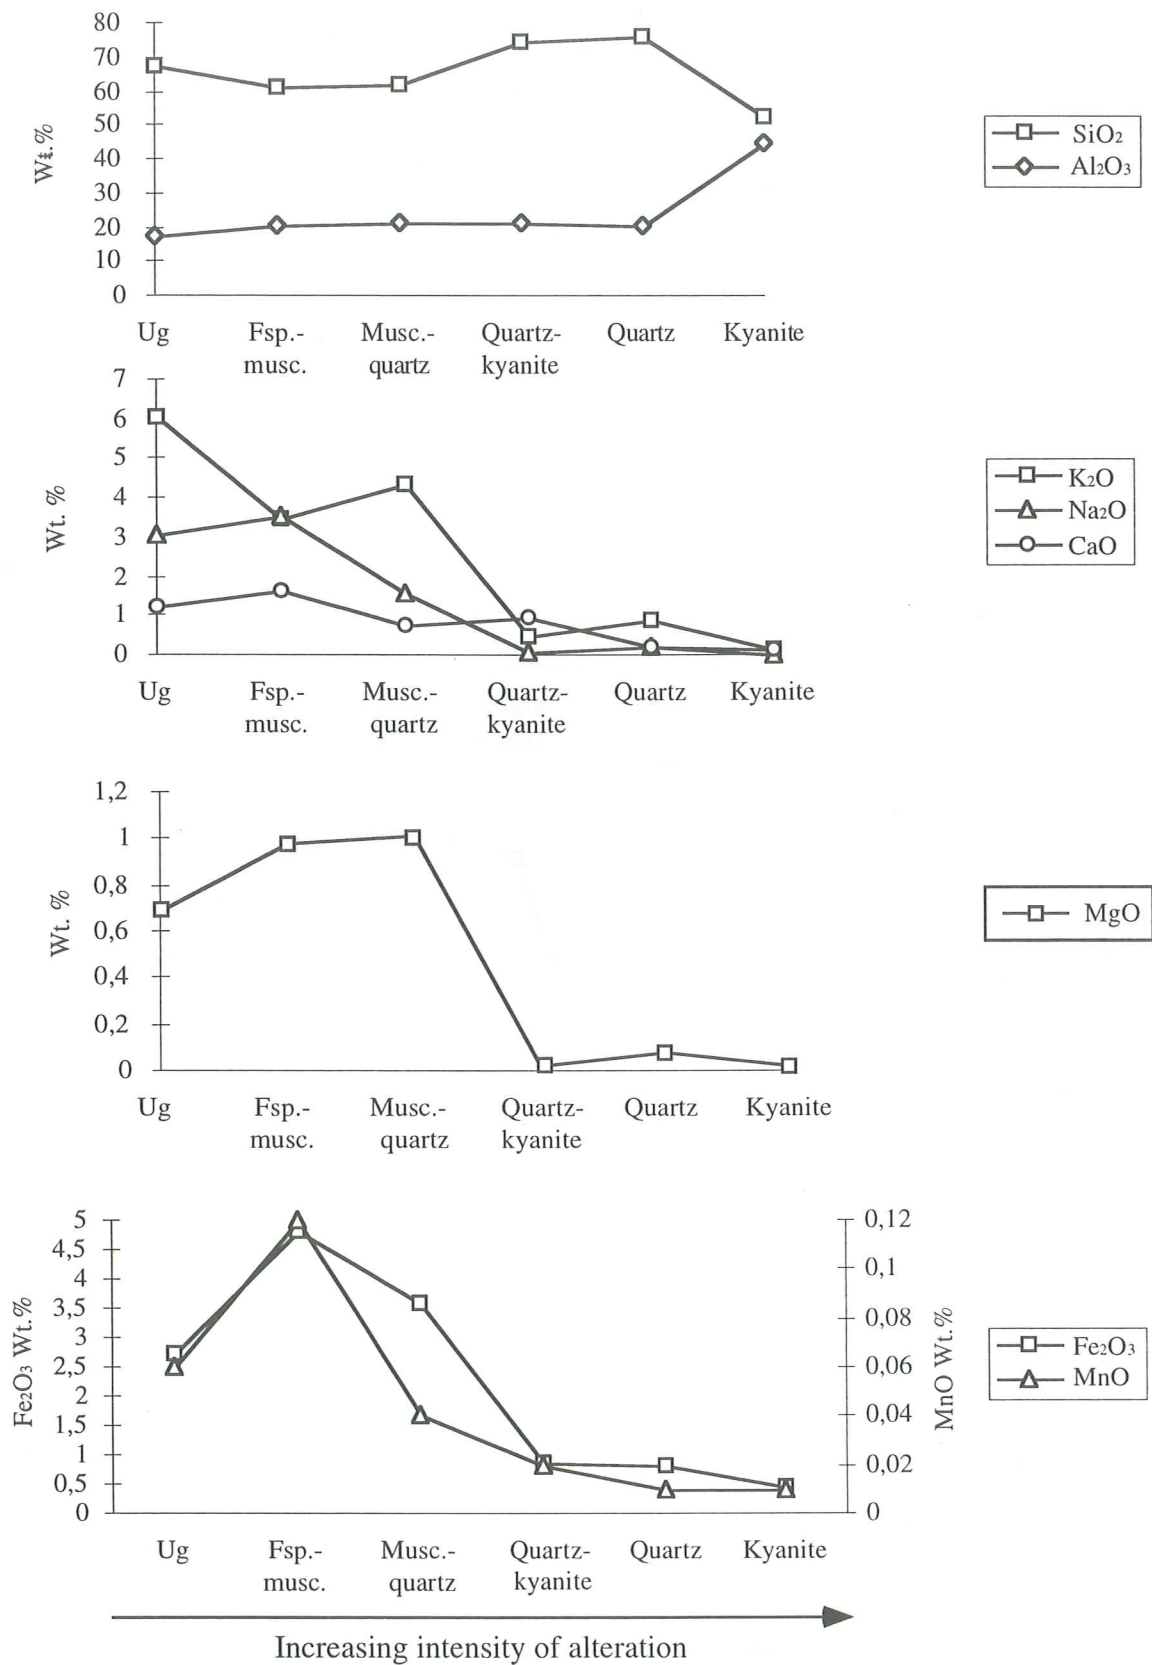 80
70
60
50
40
30
20
10
0
Wt.%
Ug Fsp.- Musc.- Quartz- Quartz Kyanite
musc. quartz kyanite
SiO₂
Al₂O₃
7
6
5
4
3
2
1
0
Wt. %
Ug Fsp.- Musc.- Quartz- Quartz Kyanite
musc. quartz kyanite
K₂O
Na₂O
CaO
1,2
1
0,8
0,6
0,4
0,2
0
Wt. %
Ug Fsp.- Musc.- Quartz- Quartz Kyanite
musc. quartz kyanite
MgO
5
4,5
4
3,5
3
2,5
2
1,5
1
0,5
0
Fe₂O₃ Wt.%
0,12
0,1
0,08
0,06
0,04
0,02
0
MnO Wt.%
Ug Fsp.- Musc.- Quartz- Quartz Kyanite
musc. quartz kyanite
Fe₂O₃
MnO
Increasing intensity of alteration